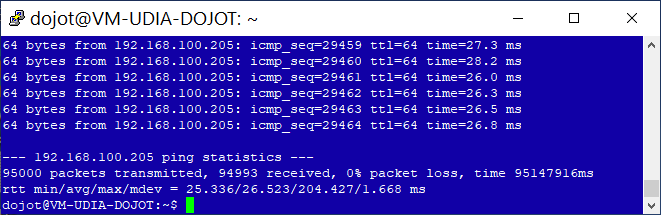 dojot@VM-UDIA-DOJOT: ~
64 bytes from 192.168.100.205: icmp_seq=29459 ttl=64 time=27.3 ms
64 bytes from 192.168.100.205: icmp_seq=29460 ttl=64 time=28.2 ms
64 bytes from 192.168.100.205: icmp_seq=29461 ttl=64 time=26.0 ms
64 bytes from 192.168.100.205: icmp_seq=29462 ttl=64 time=26.3 ms
64 bytes from 192.168.100.205: icmp_seq=29463 ttl=64 time=26.5 ms
64 bytes from 192.168.100.205: icmp_seq=29464 ttl=64 time=26.8 ms
--- 192.168.100.205 ping statistics ---
95000 packets transmitted, 94993 received, 0% packet loss, time 95147916ms
rtt min/avg/max/mdev = 25.336/26.523/204.427/1.668 ms
dojot@VM-UDIA-DOJOT:~$